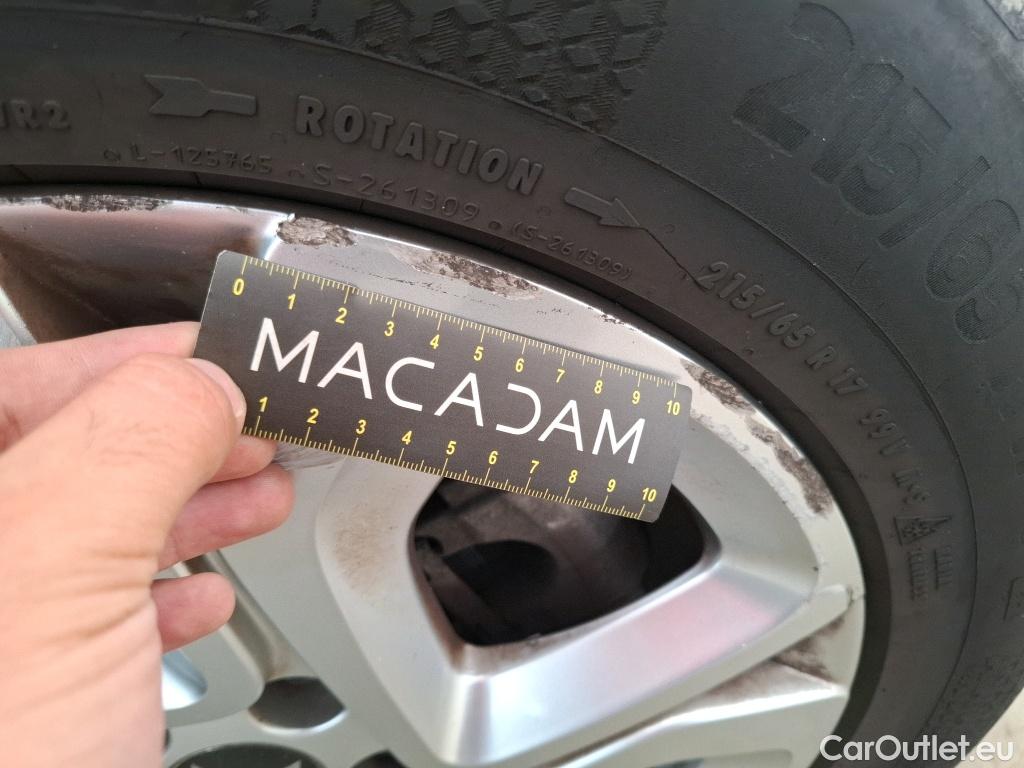 ROTATION
L-125765 S-261309 (S-261309)
215/65
215/65 R 17 99V M+S
0 1 2 3 4 5 6 7 8 9 10
MACADAM
1 2 3 4 5 6 7 8 9 10
CarOutlet.eu